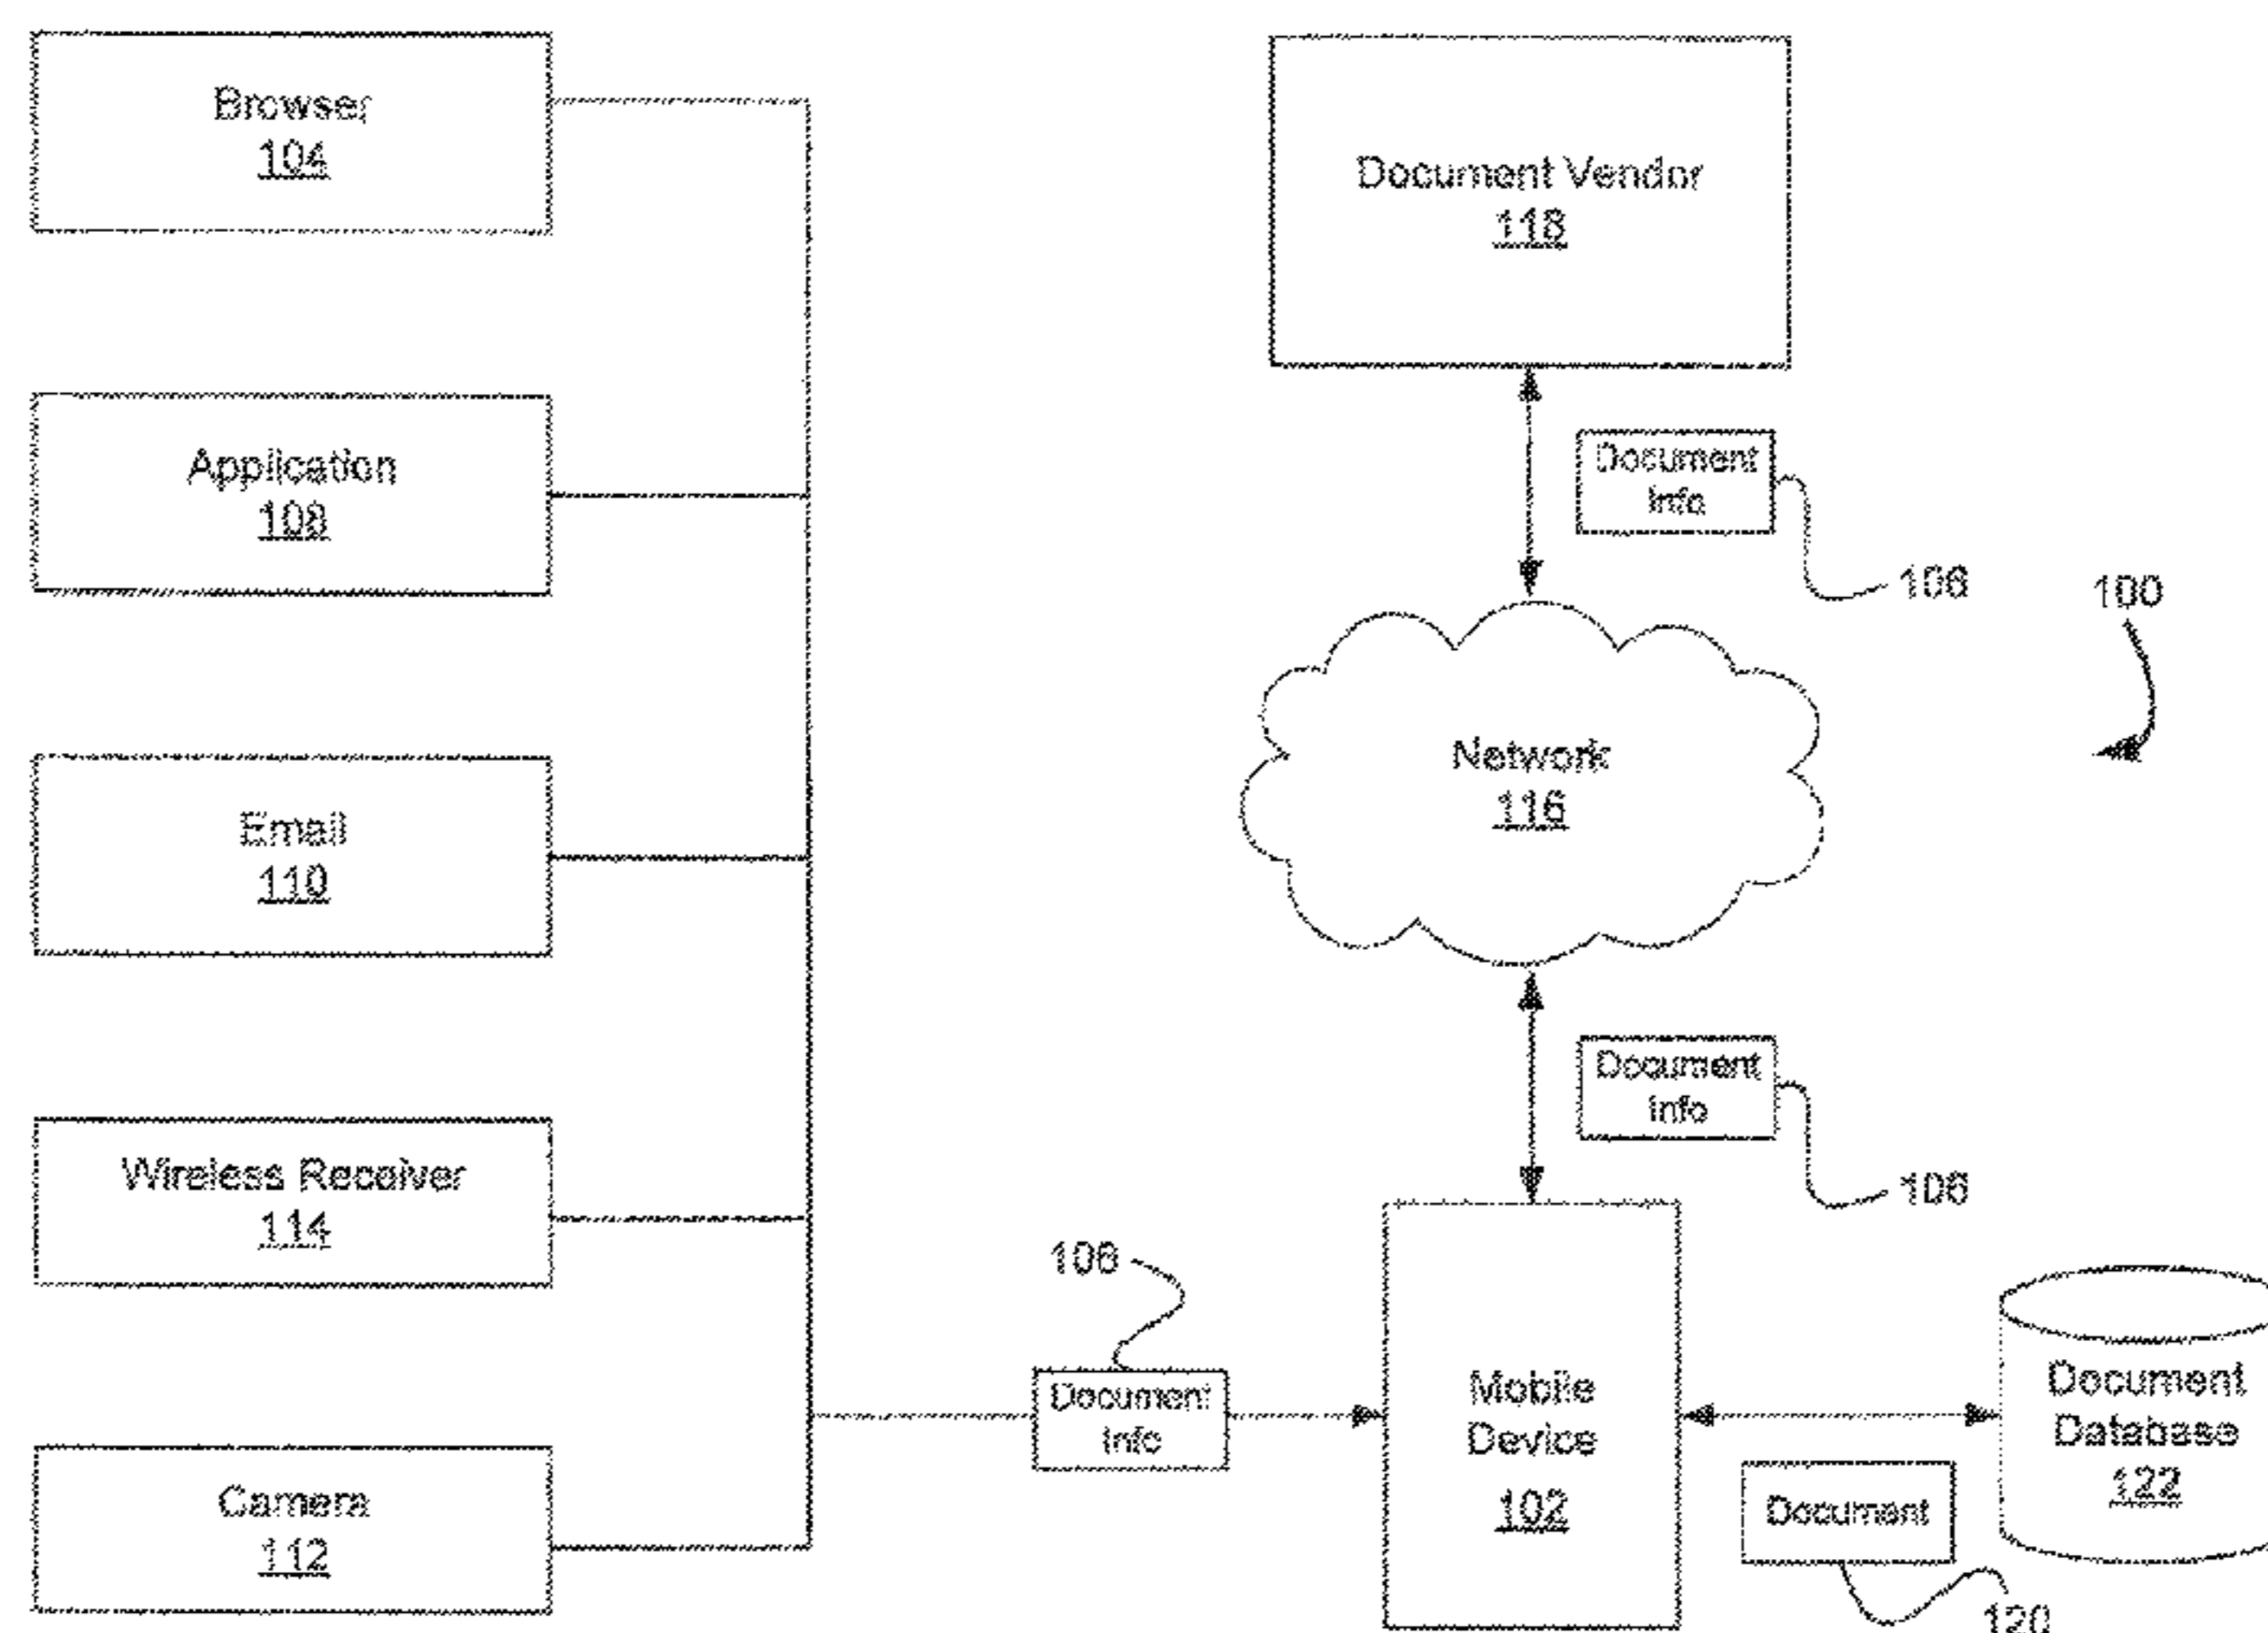 Browser
104
Application
108
Email
110
Wireless Receiver
114
Camera
112
Document Vendor
118
Document
Info
106
100
Network
116
Document
Info
106
106
Document
Info
Mobile
Device
102
Document
Database
122
Document
120